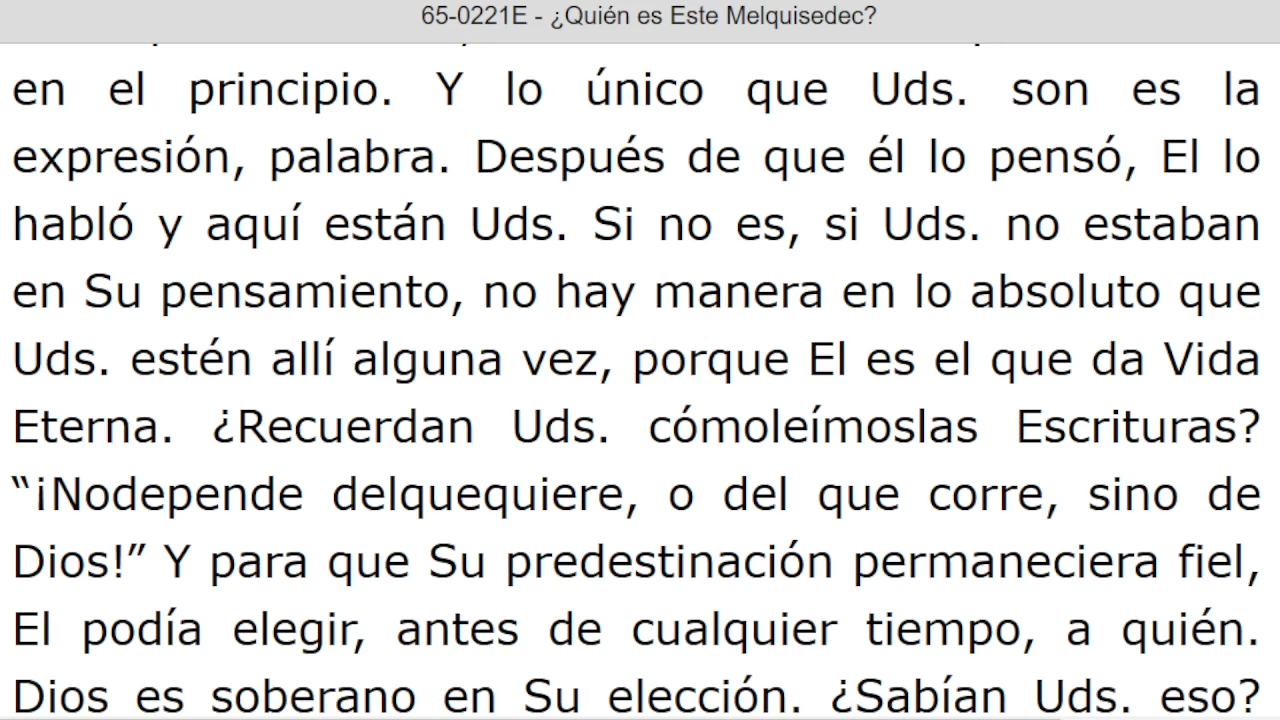 65-0221E - ¿Quién es Este Melquisedec?
en el principio. Y lo único que Uds. son es la
expresión, palabra. Después de que él lo pensó, El lo
habló y aquí están Uds. Si no es, si Uds. no estaban
en Su pensamiento, no hay manera en lo absoluto que
Uds. estén allí alguna vez, porque El es el que da Vida
Eterna. ¿Recuerdan Uds. cómoleímoslas Escrituras?
“¡Nodepende delquequiere, o del que corre, sino de
Dios!” Y para que Su predestinación permaneciera fiel,
El podía elegir, antes de cualquier tiempo, a quién.
Dios es soberano en Su elección. ¿Sabían Uds. eso?